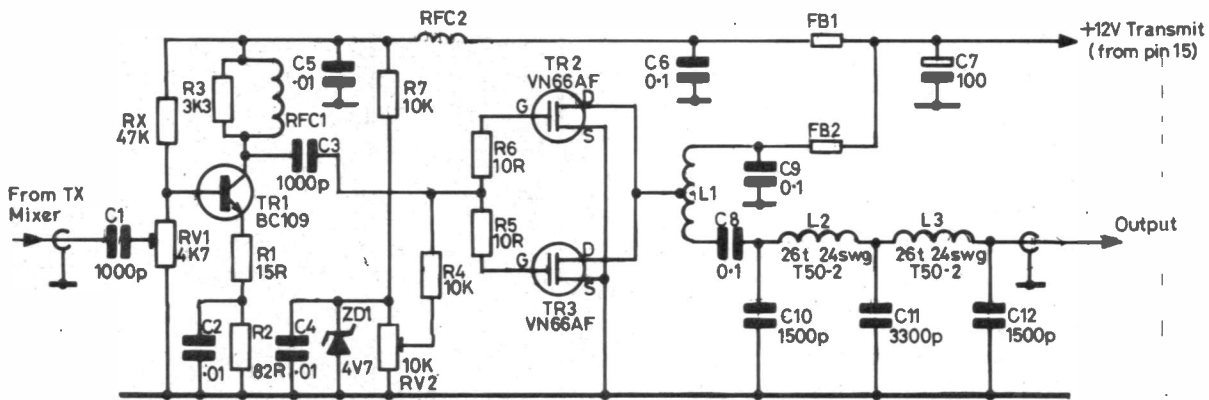 RFC2
FB1
+12V Transmit
(from pin 15)
C5
.01
R3
3K3
RFC1
R7
10K
C6
0.1
C7
100
TR2
VN66AF
G
D
S
RX
47K
C3
1000p
R6
10R
FB2
C9
0.1
From TX
Mixer
C1
1000p
RV1
4K7
TR1
BC109
R1
15R
R5
10R
L1
C8
0.1
L2
26t 24swg
T50-2
L3
26t 24swg
T50-2
Output
R4
10K
G
D
S
TR3
VN66AF
C2
.01
R2
82R
C4
.01
ZD1
4V7
10K
RV2
C10
1500p
C11
3300p
C12
1500p